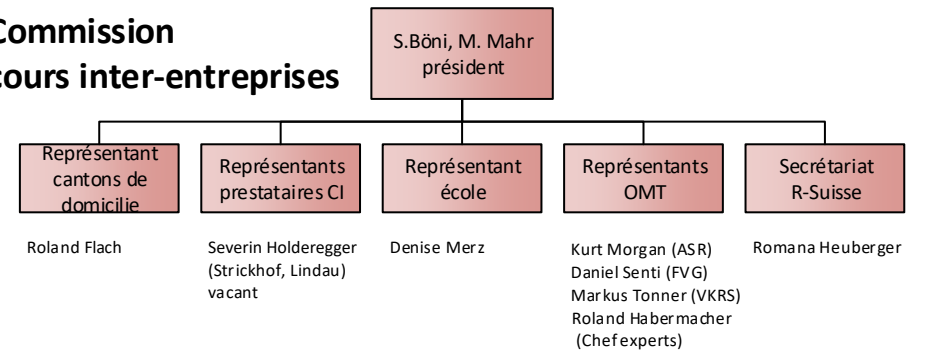 Commission
cours inter-entreprises
S.Böni, M. Mahr
président
Représentant
cantons de
domicilie
Représentants
prestataires CI
Représentant
école
Représentants
OMT
Secrétariat
R-Suisse
Roland Flach
Severin Holderegger
(Strickhof, Lindau)
vacant
Denise Merz
Kurt Morgan (ASR)
Daniel Senti (FVG)
Markus Tonner (VKRS)
Roland Habermacher
(Chef experts)
Romana Heuberger